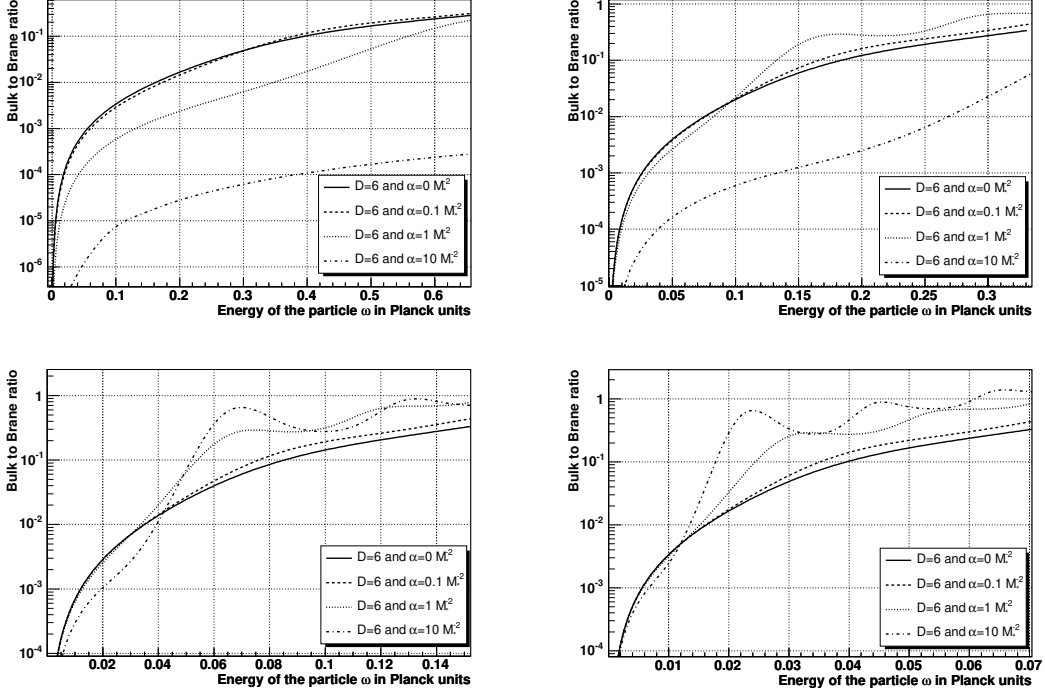 Bulk to Brane ratio
10⁻¹
10⁻²
10⁻³
10⁻⁴
10⁻⁵
10⁻⁶
D=6 and α=0 M*⁻²
D=6 and α=0.1 M*⁻²
D=6 and α=1 M*⁻²
D=6 and α=10 M*⁻²
0 0.1 0.2 0.3 0.4 0.5 0.6
Energy of the particle ω in Planck units
Bulk to Brane ratio
1
10⁻¹
10⁻²
10⁻³
10⁻⁴
10⁻⁵
D=6 and α=0 M*⁻²
D=6 and α=0.1 M*⁻²
D=6 and α=1 M*⁻²
D=6 and α=10 M*⁻²
0 0.05 0.1 0.15 0.2 0.25 0.3
Energy of the particle ω in Planck units
Bulk to Brane ratio
1
10⁻¹
10⁻²
10⁻³
10⁻⁴
D=6 and α=0 M*⁻²
D=6 and α=0.1 M*⁻²
D=6 and α=1 M*⁻²
D=6 and α=10 M*⁻²
0.02 0.04 0.06 0.08 0.1 0.12 0.14
Energy of the particle ω in Planck units
Bulk to Brane ratio
1
10⁻¹
10⁻²
10⁻³
10⁻⁴
D=6 and α=0 M*⁻²
D=6 and α=0.1 M*⁻²
D=6 and α=1 M*⁻²
D=6 and α=10 M*⁻²
0.01 0.02 0.03 0.04 0.05 0.06 0.07
Energy of the particle ω in Planck units